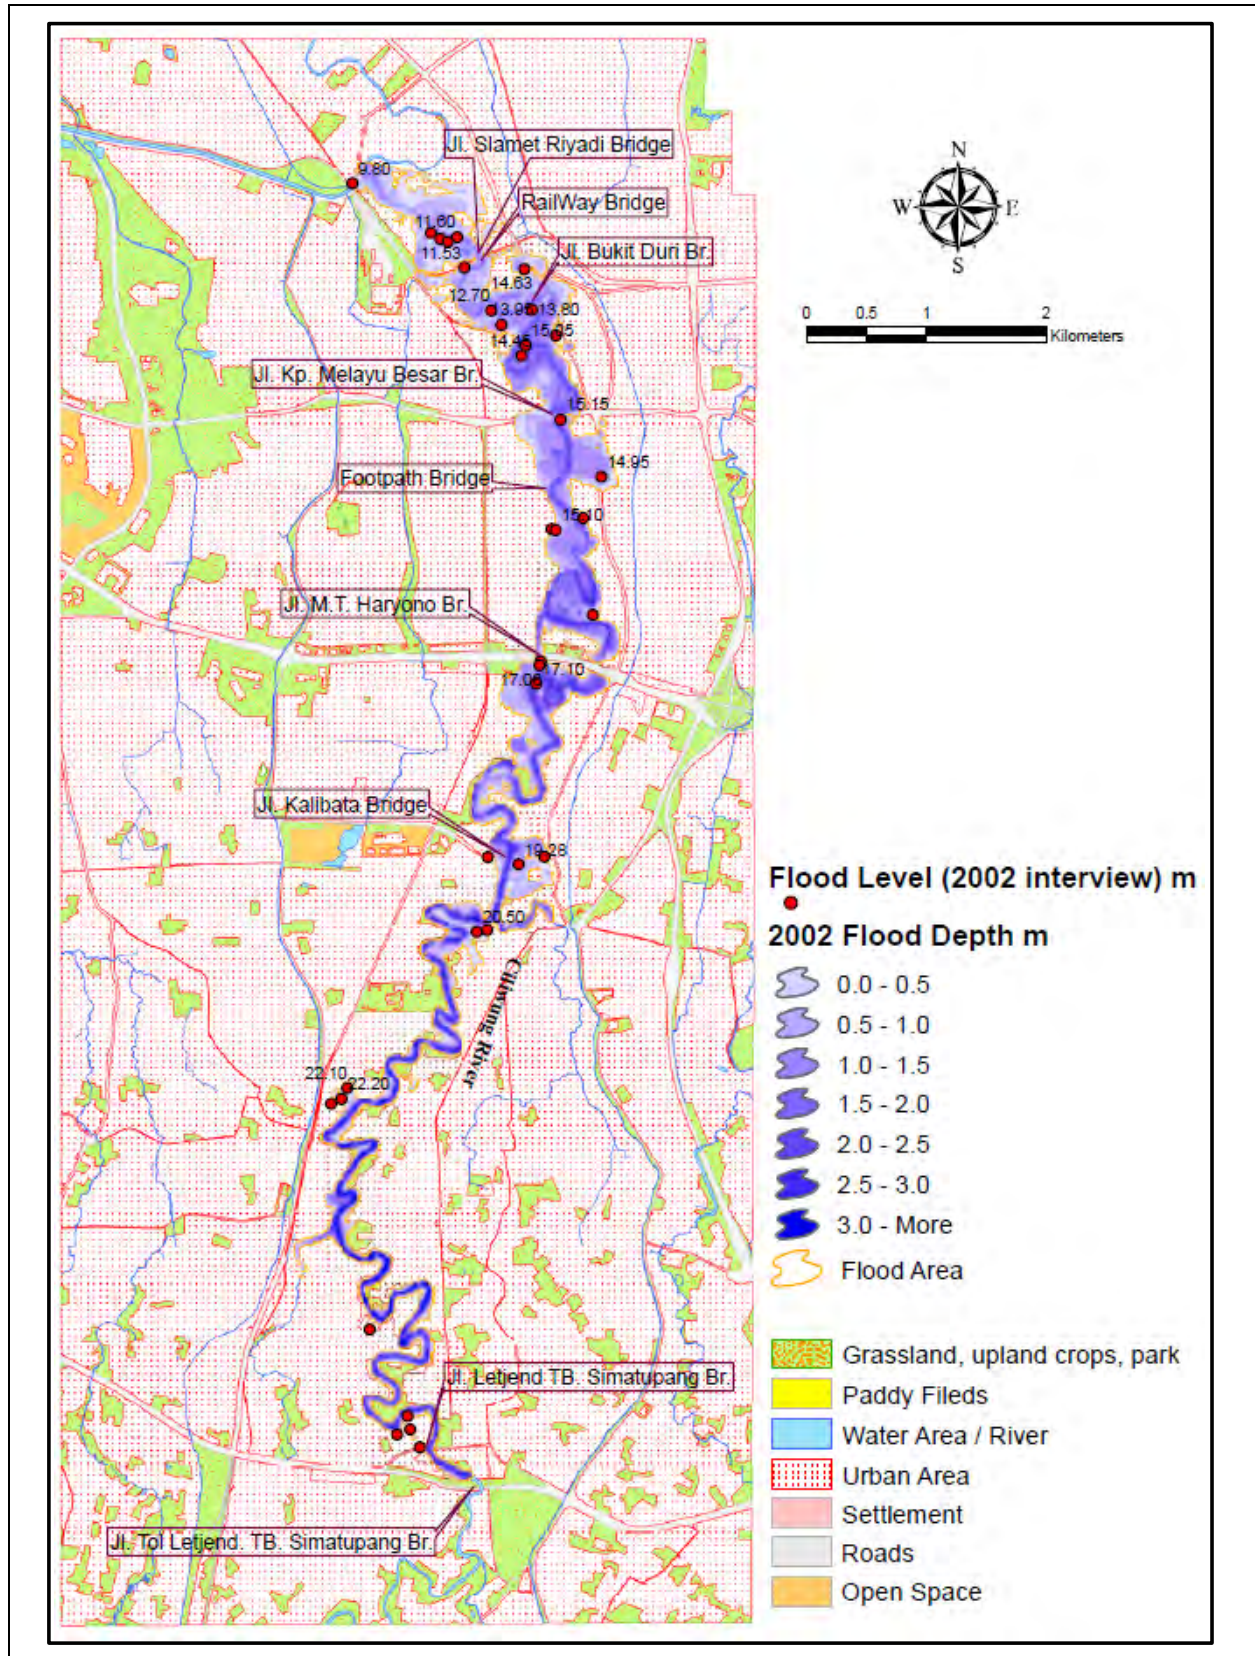 N
W
E
S
0 0.5 1 2
Kilometers
Jl. Slamet Riyadi Bridge
9.80
RailWay Bridge
11.60
11.53
Jl. Bukit Duri Br.
14.63
12.70
13.80
14.45
Jl. Kp. Melayu Besar Br.
15.15
14.95
Footpath Bridge
15.10
Jl. M.T. Haryono Br.
17.10
Jl. Kalibata Bridge
19.28
20.50
Ciliwung River
22.10
22.20
Jl. Letjend TB. Simatupang Br.
Jl. Tol Letjend. TB. Simatupang Br.
Flood Level (2002 interview) m
2002 Flood Depth m
0.0 - 0.5
0.5 - 1.0
1.0 - 1.5
1.5 - 2.0
2.0 - 2.5
2.5 - 3.0
3.0 - More
Flood Area
Grassland, upland crops, park
Paddy Fileds
Water Area / River
Urban Area
Settlement
Roads
Open Space